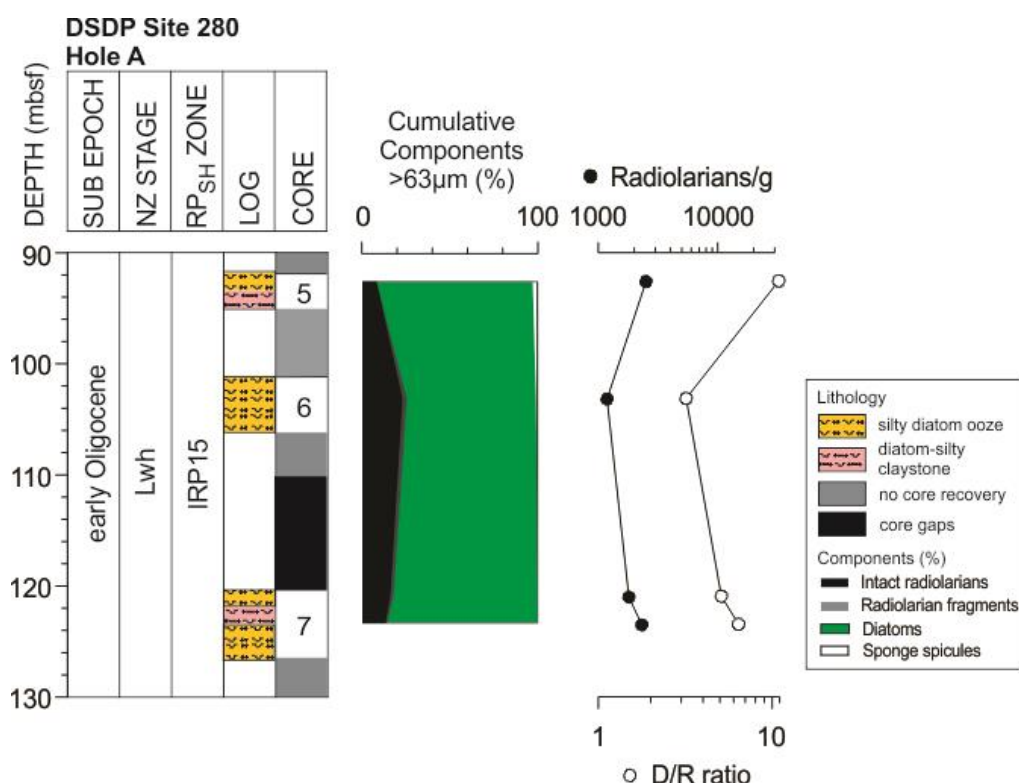 DSDP Site 280
Hole A
DEPTH (mbsf)
SUB EPOCH
NZ STAGE
RPSH ZONE
LOG
CORE
Cumulative
Components
>63µm (%)
0 100
● Radiolarians/g
1000 10000
90
100
110
120
130
early Oligocene
Lwh
IRP15
5
6
7
1 10
○ D/R ratio
Lithology
silty diatom ooze
diatom-silty
claystone
no core recovery
core gaps
Components (%)
Intact radiolarians
Radiolarian fragments
Diatoms
Sponge spicules